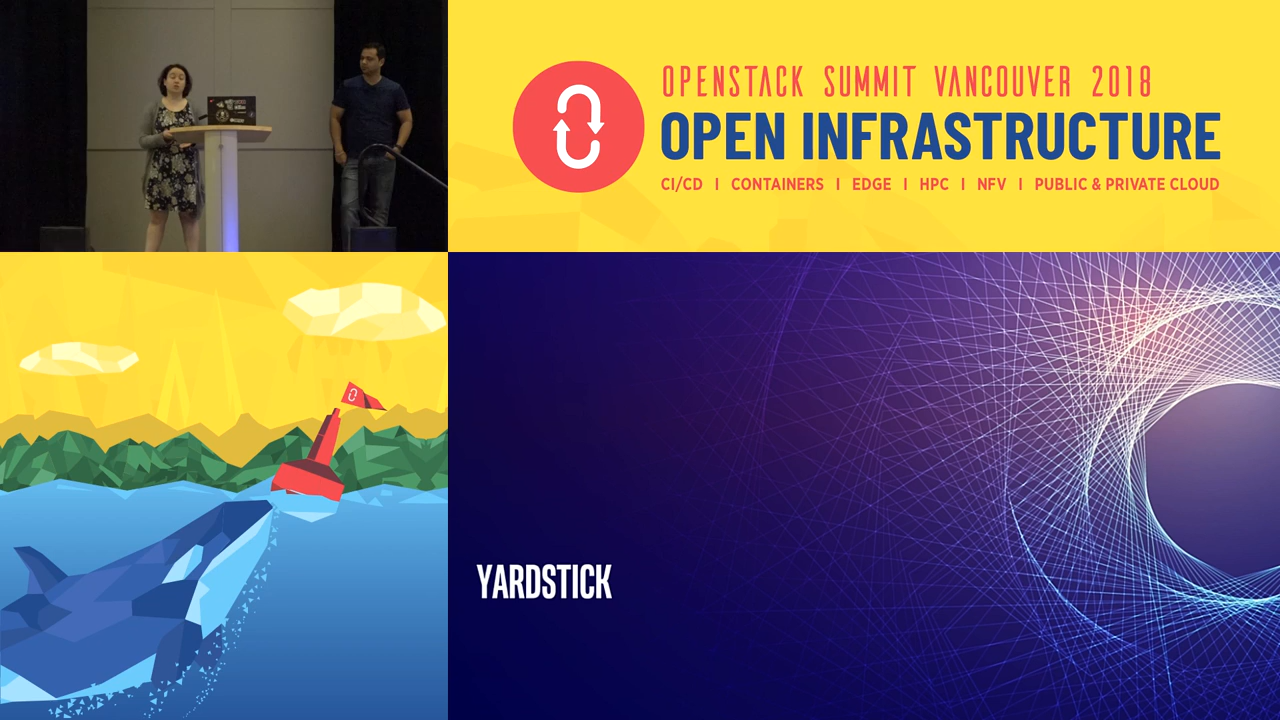 OPENSTACK SUMMIT VANCOUVER 2018
OPEN INFRASTRUCTURE
CI/CD | CONTAINERS | EDGE | HPC | NFV | PUBLIC & PRIVATE CLOUD
YARDSTICK